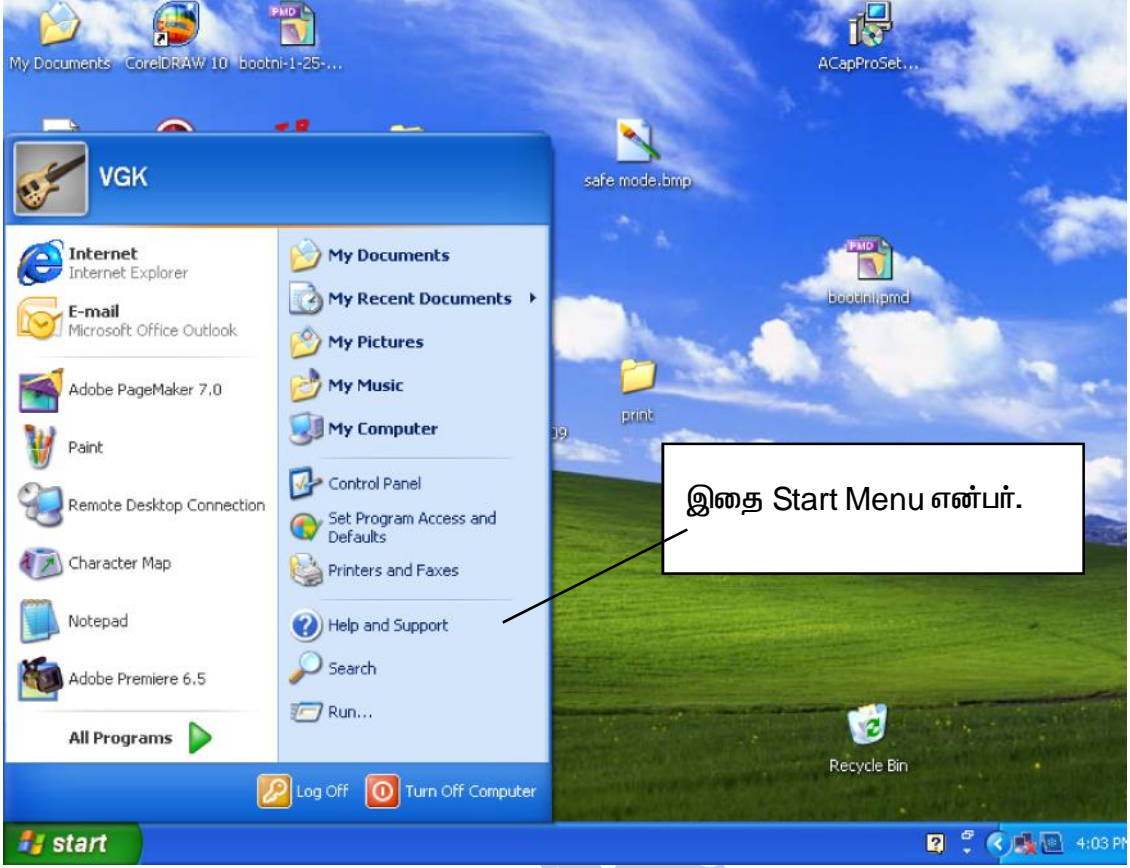 My Documents CorelDRAW 10 bootni-1-25-...
PMD
ACapProSet...
safe mode.bmp
PMD
bootini.pmd
print
09
VGK
Internet
Internet Explorer
E-mail
Microsoft Office Outlook
Adobe PageMaker 7.0
Paint
Remote Desktop Connection
Character Map
Notepad
Adobe Premiere 6.5
All Programs
My Documents
My Recent Documents
My Pictures
My Music
My Computer
Control Panel
Set Program Access and
Defaults
Printers and Faxes
Help and Support
Search
Run...
Log Off Turn Off Computer
இதை Start Menu என்பர்.
Recycle Bin
start
4:03 PM